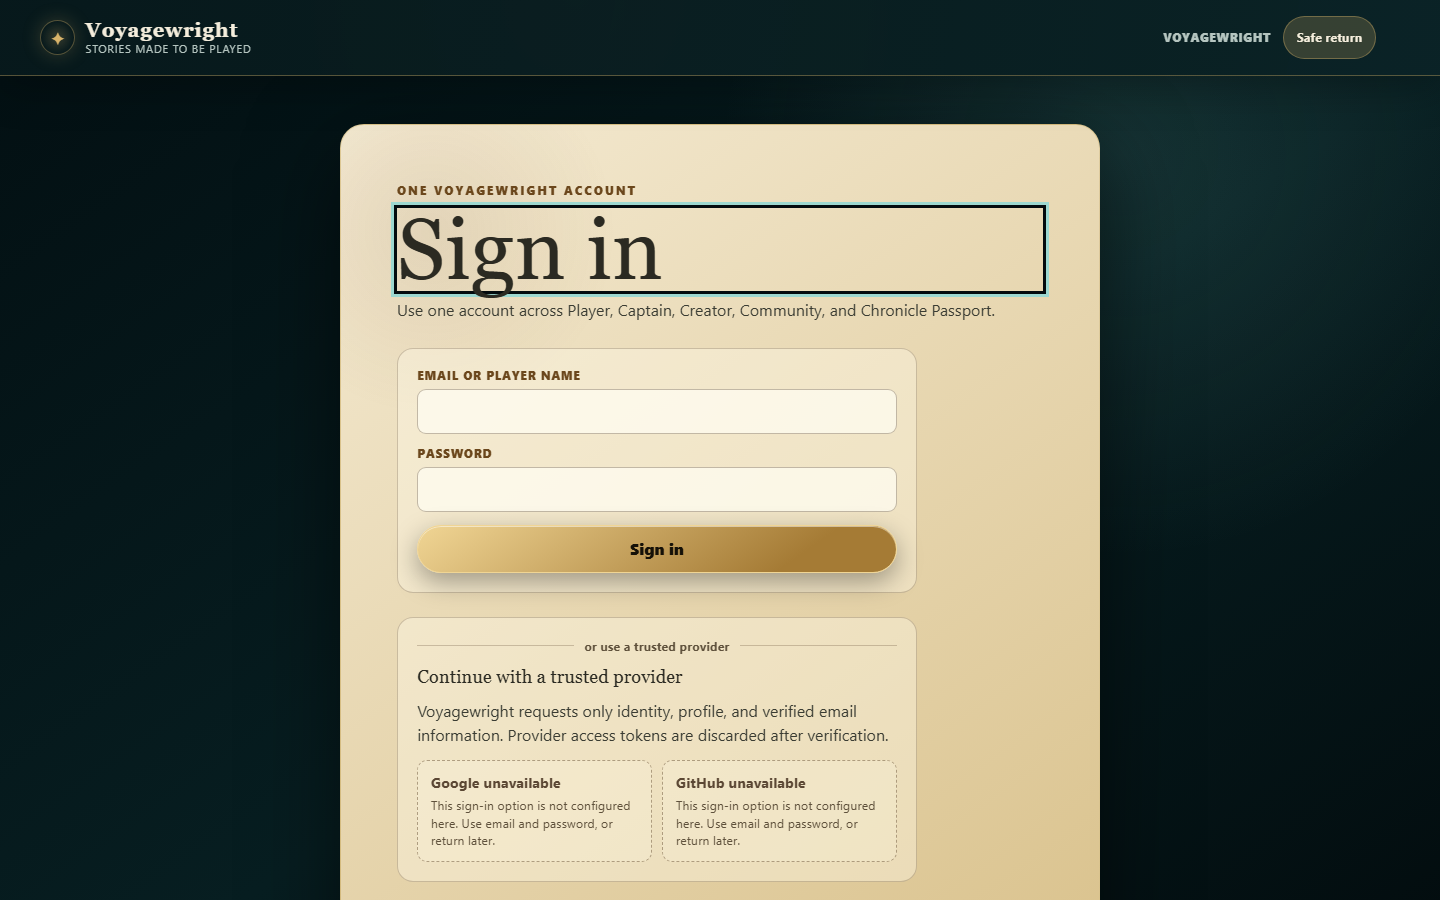 Voyagewright
STORIES MADE TO BE PLAYED
VOYAGEWRIGHT
Safe return
ONE VOYAGEWRIGHT ACCOUNT
Sign in
Use one account across Player, Captain, Creator, Community, and Chronicle Passport.
EMAIL OR PLAYER NAME
PASSWORD
Sign in
or use a trusted provider
Continue with a trusted provider
Voyagewright requests only identity, profile, and verified email
information. Provider access tokens are discarded after verification.
Google unavailable
This sign-in option is not configured
here. Use email and password, or
return later.
GitHub unavailable
This sign-in option is not configured
here. Use email and password, or
return later.